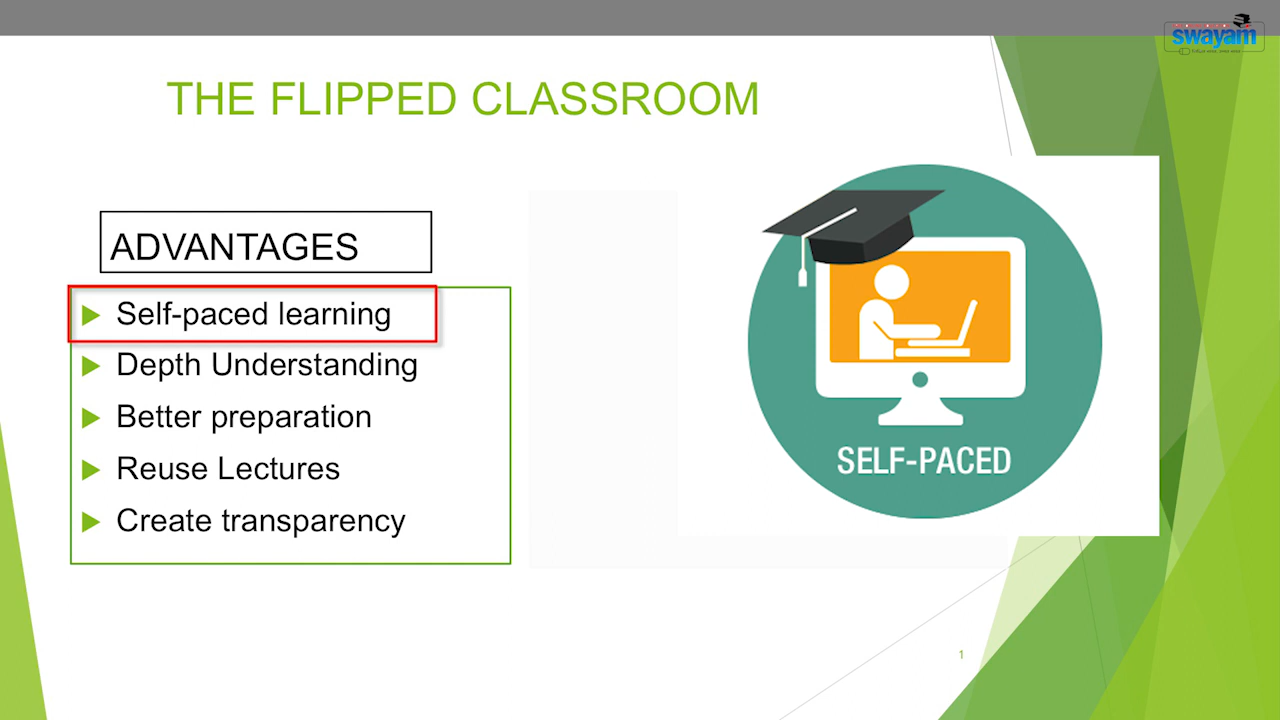 swayam
THE FLIPPED CLASSROOM
ADVANTAGES
Self-paced learning
Depth Understanding
Better preparation
Reuse Lectures
Create transparency
SELF-PACED
1